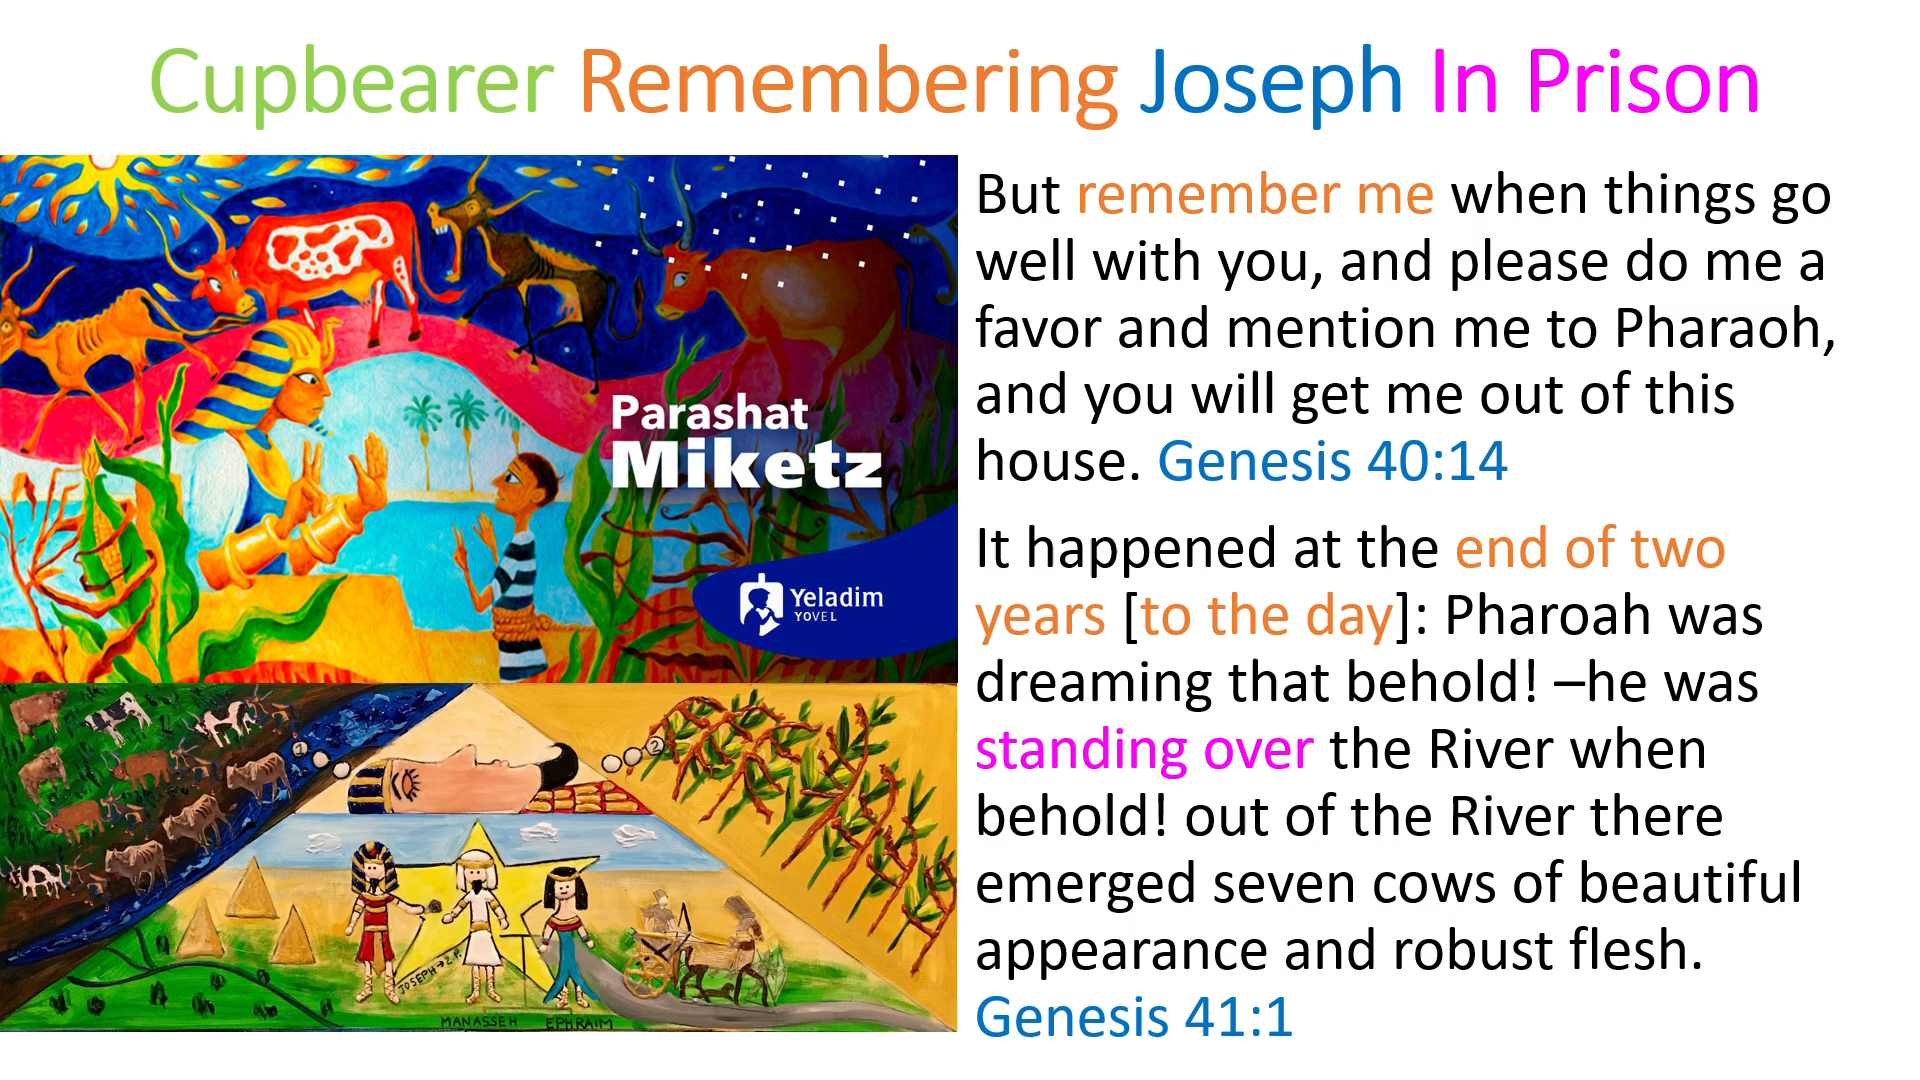 Cupbearer Remembering Joseph In Prison
Parashat
Miketz
Yeladim
YOVEL
1
2
JOSEPH→Z.P.
MANASSEH EPHRAIM
But remember me when things go
well with you, and please do me a
favor and mention me to Pharaoh,
and you will get me out of this
house. Genesis 40:14
It happened at the end of two
years [to the day]: Pharoah was
dreaming that behold! –he was
standing over the River when
behold! out of the River there
emerged seven cows of beautiful
appearance and robust flesh.
Genesis 41:1